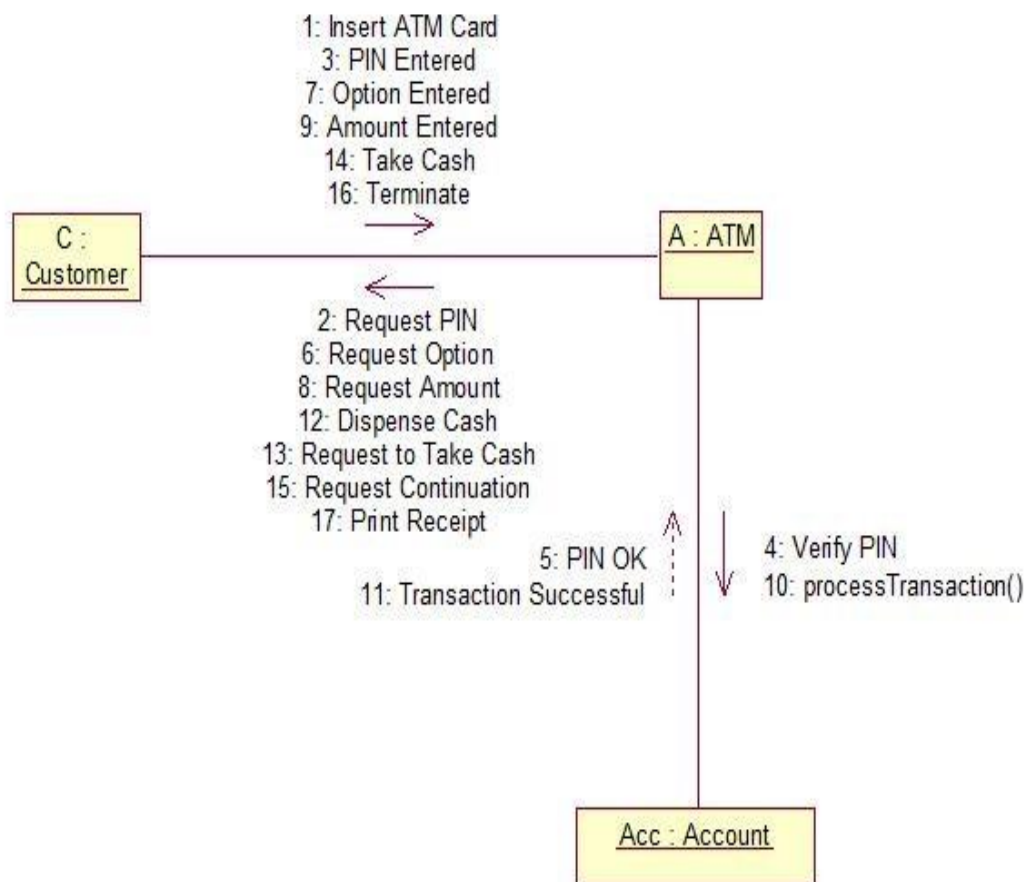 1: Insert ATM Card
3: PIN Entered
7: Option Entered
9: Amount Entered
14: Take Cash
16: Terminate
C :
Customer
A : ATM
2: Request PIN
6: Request Option
8: Request Amount
12: Dispense Cash
13: Request to Take Cash
15: Request Continuation
17: Print Receipt
5: PIN OK
11: Transaction Successful
4: Verify PIN
10: processTransaction()
Acc : Account